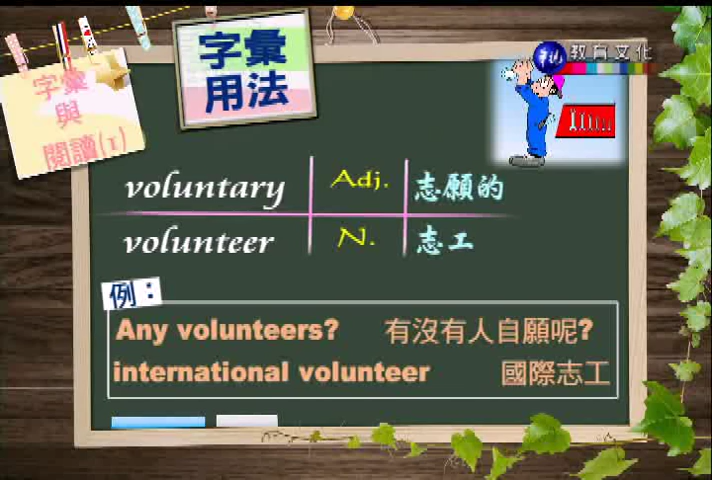 字彙
與
閱讀(1)
字彙
用法
教育文化
voluntary Adj. 志願的
volunteer N. 志工
例：
Any volunteers? 有沒有人自願呢?
international volunteer 國際志工